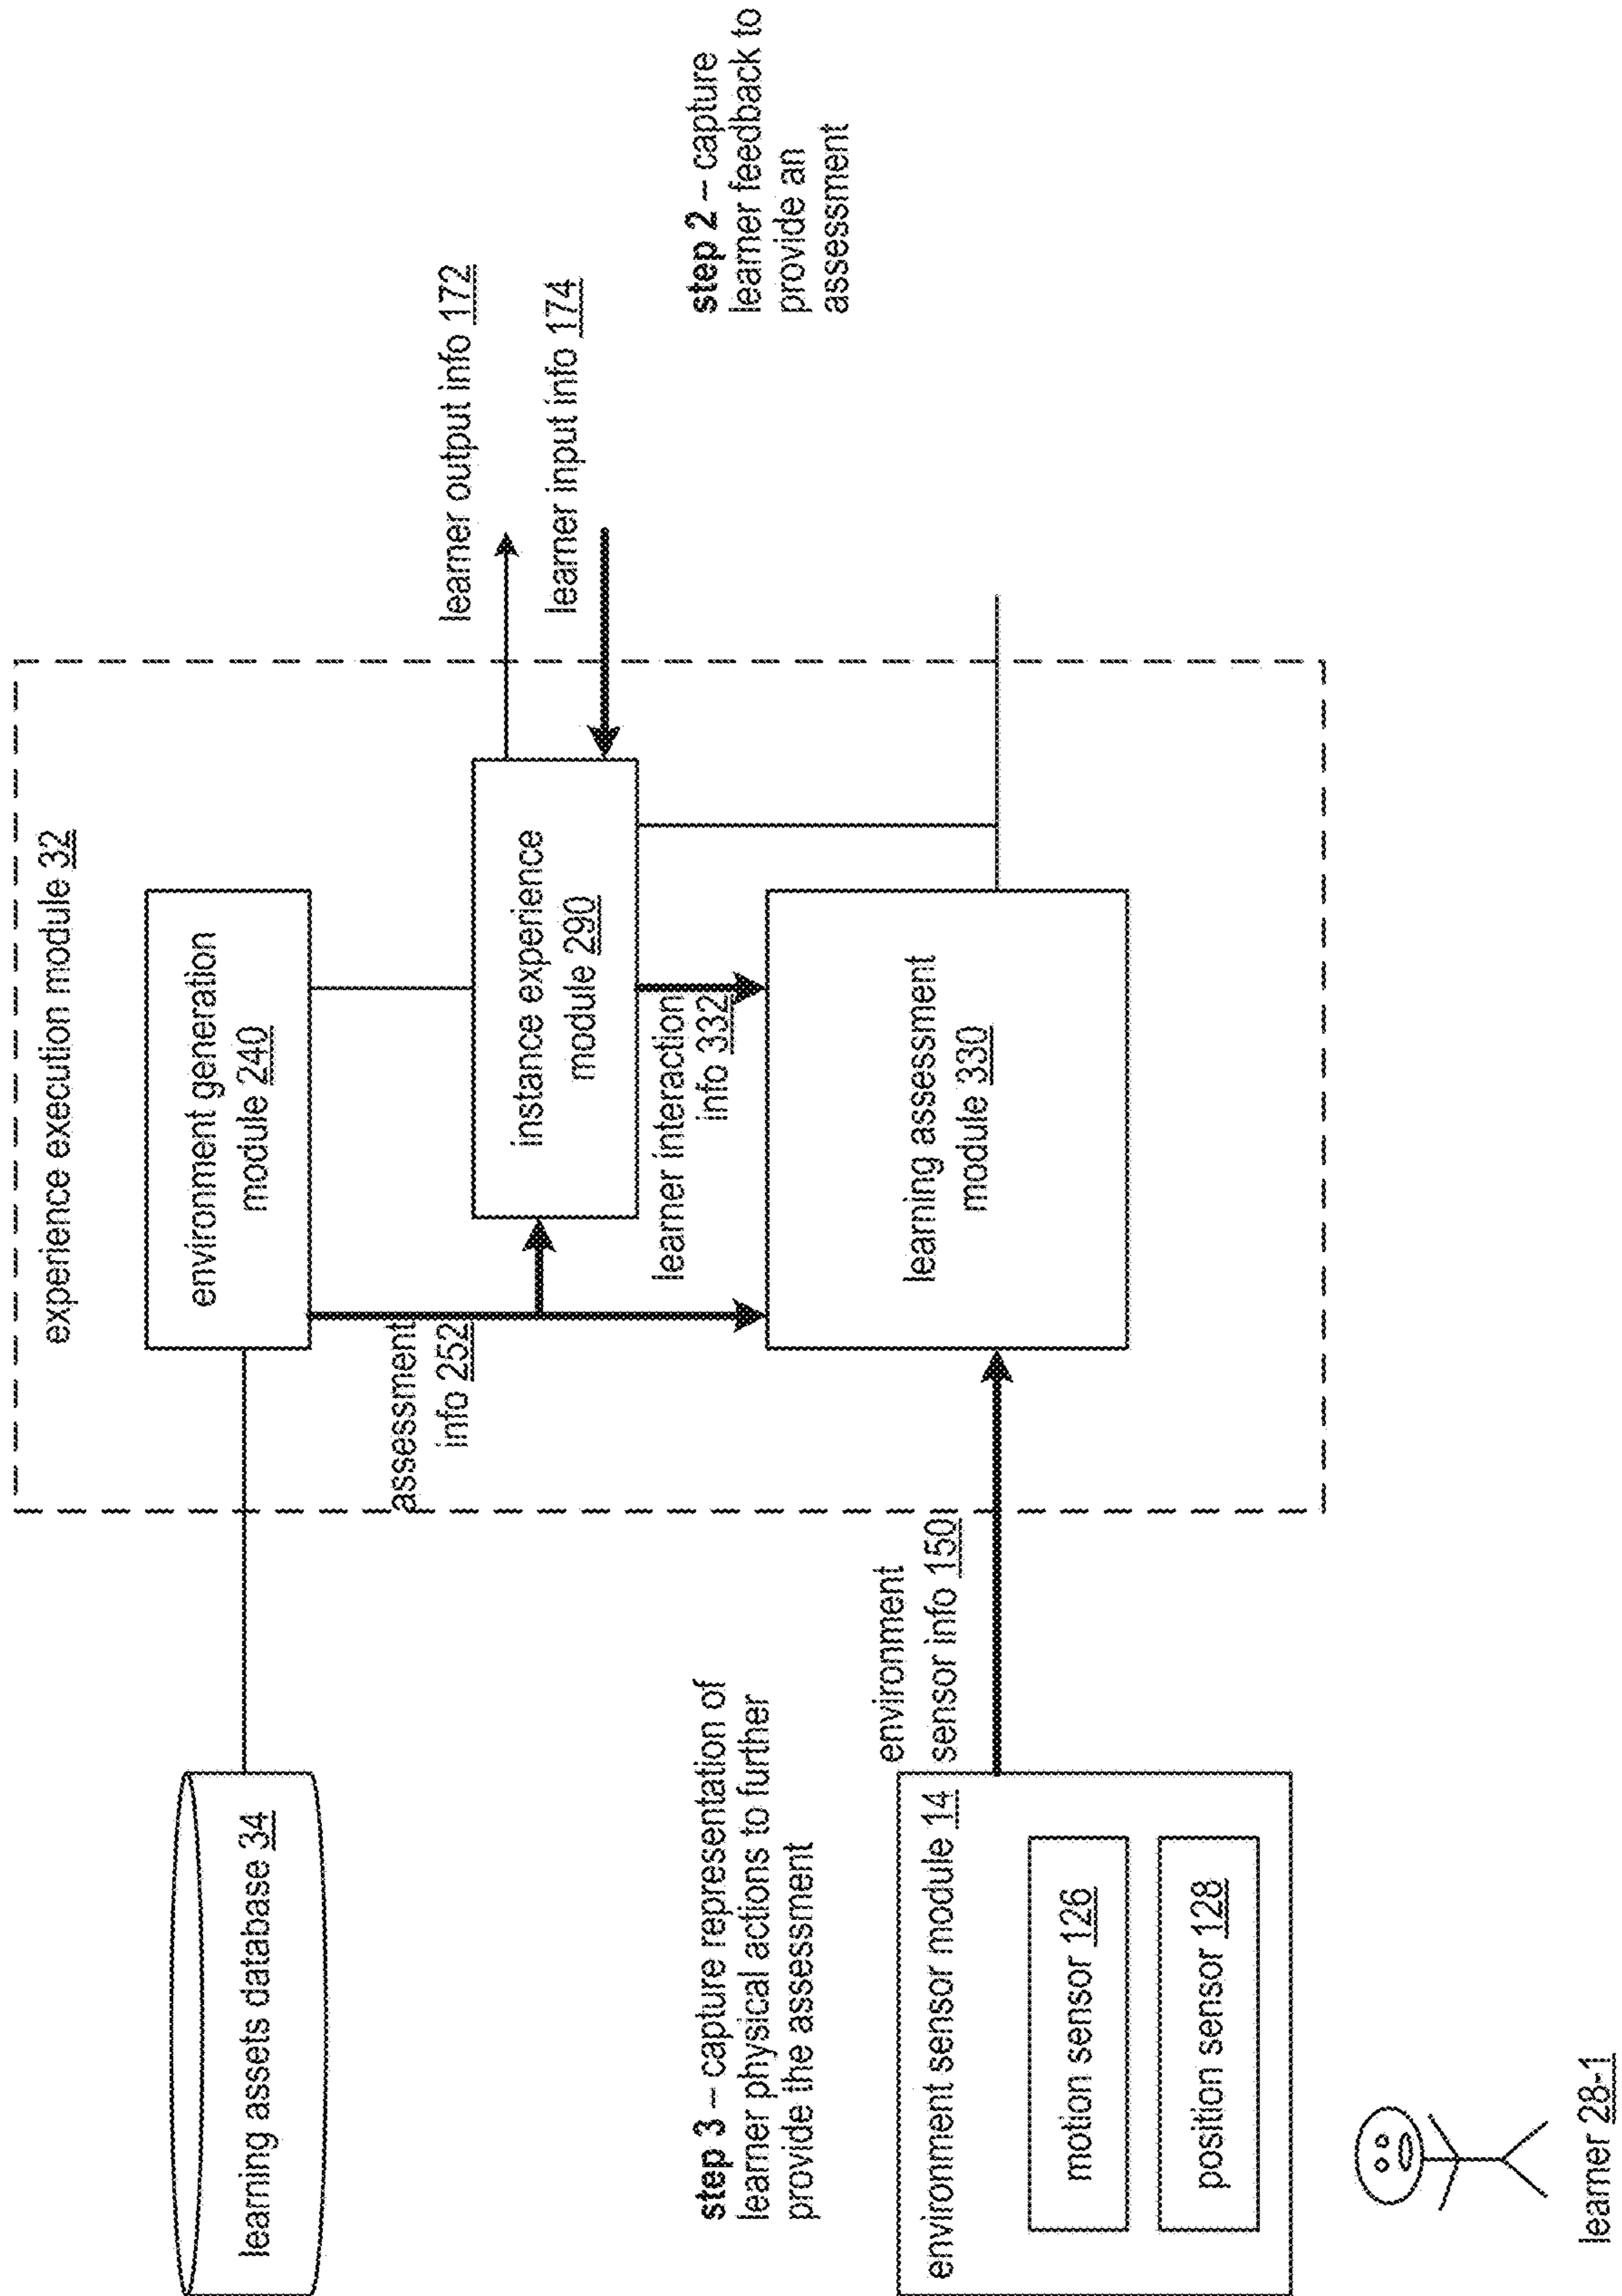 experience execution module 32
learning assets database 34
environment generation
module 240
assessment
info 252
instance experience
module 290
learner output info 172
learner input info 174
learner interaction
info 332
step 2 – capture
learner feedback to
provide an
assessment
step 3 – capture representation of
learner physical actions to further
provide the assessment
environment
sensor info 150
learning assessment
module 330
environment sensor module 14
motion sensor 126
position sensor 128
learner 28-1